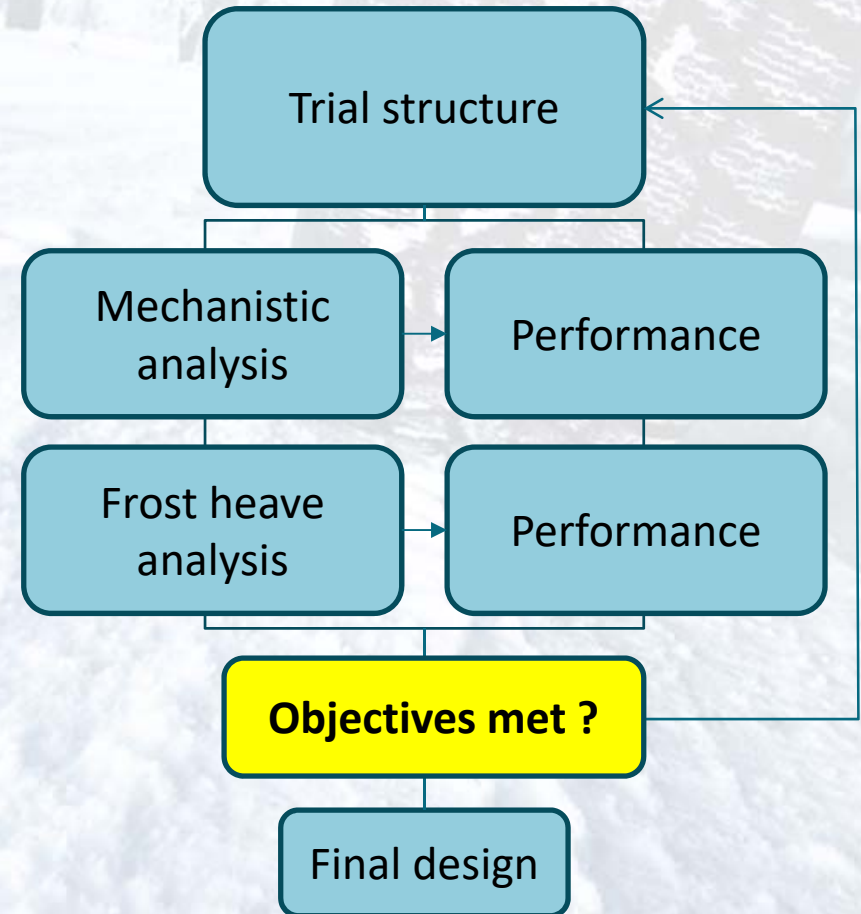 Trial structure
Mechanistic
analysis
Performance
Frost heave
analysis
Performance
Objectives met ?
Final design